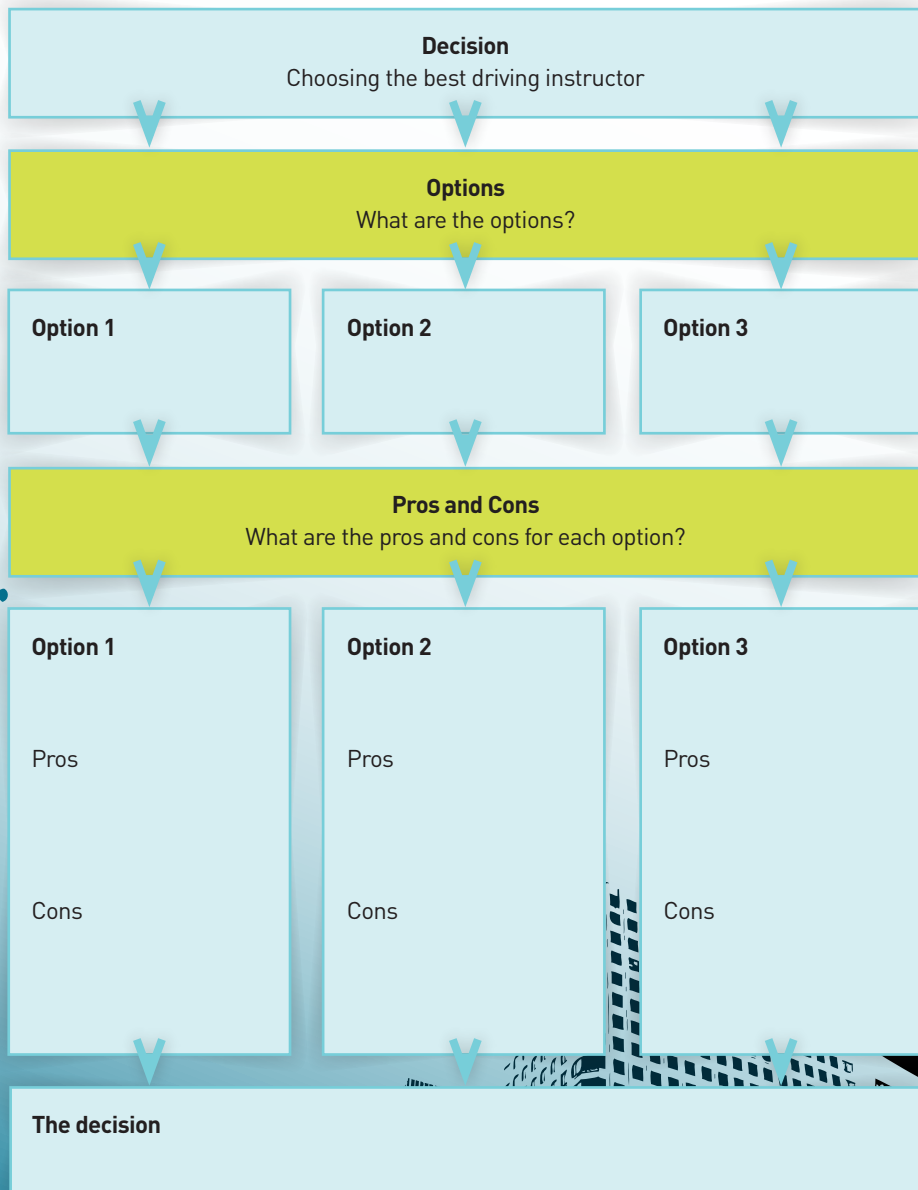 Decision
Choosing the best driving instructor
Options
What are the options?
Option 1
Option 2
Option 3
Pros and Cons
What are the pros and cons for each option?
Option 1
Pros
Cons
Option 2
Pros
Cons
Option 3
Pros
Cons
The decision